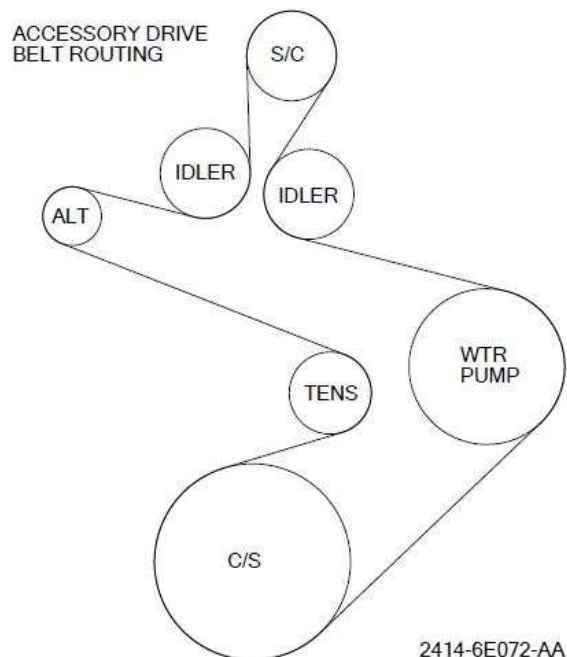 ACCESSORY DRIVE
BELT ROUTING
S/C
IDLER
IDLER
ALT
WTR
PUMP
TENS
C/S
2414-6E072-AA